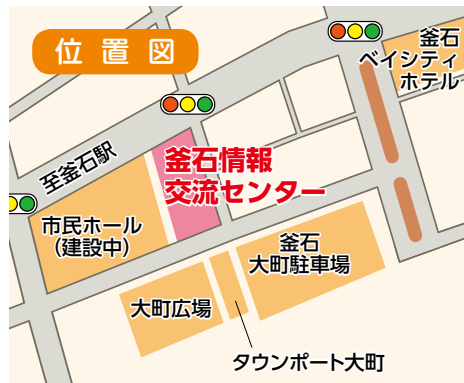 位置図
釜石
ベイシティ
ホテル
至釜石駅
釜石情報
交流センター
市民ホール
(建設中)
釜石
大町駐車場
大町広場
タウンポート大町